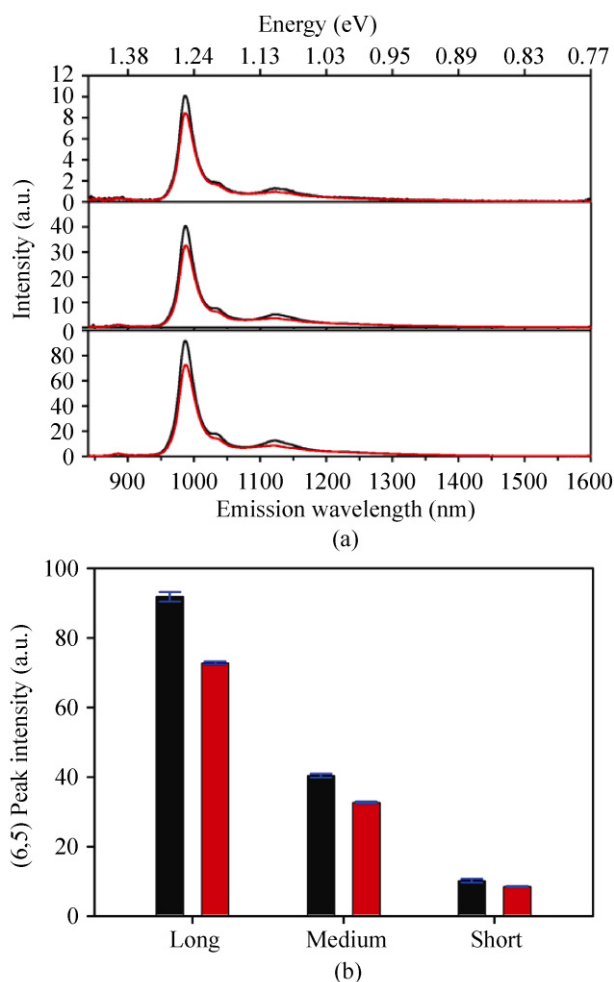 Energy (eV)
1.38 1.24 1.13 1.03 0.95 0.89 0.83 0.77
12
10
8
6
4
2
0
40
30
20
10
0
80
60
40
20
0
Intensity (a.u.)
900 1000 1100 1200 1300 1400 1500 1600
Emission wavelength (nm)
(a)
100
80
60
40
20
0
(6,5) Peak intensity (a.u.)
Long Medium Short
(b)